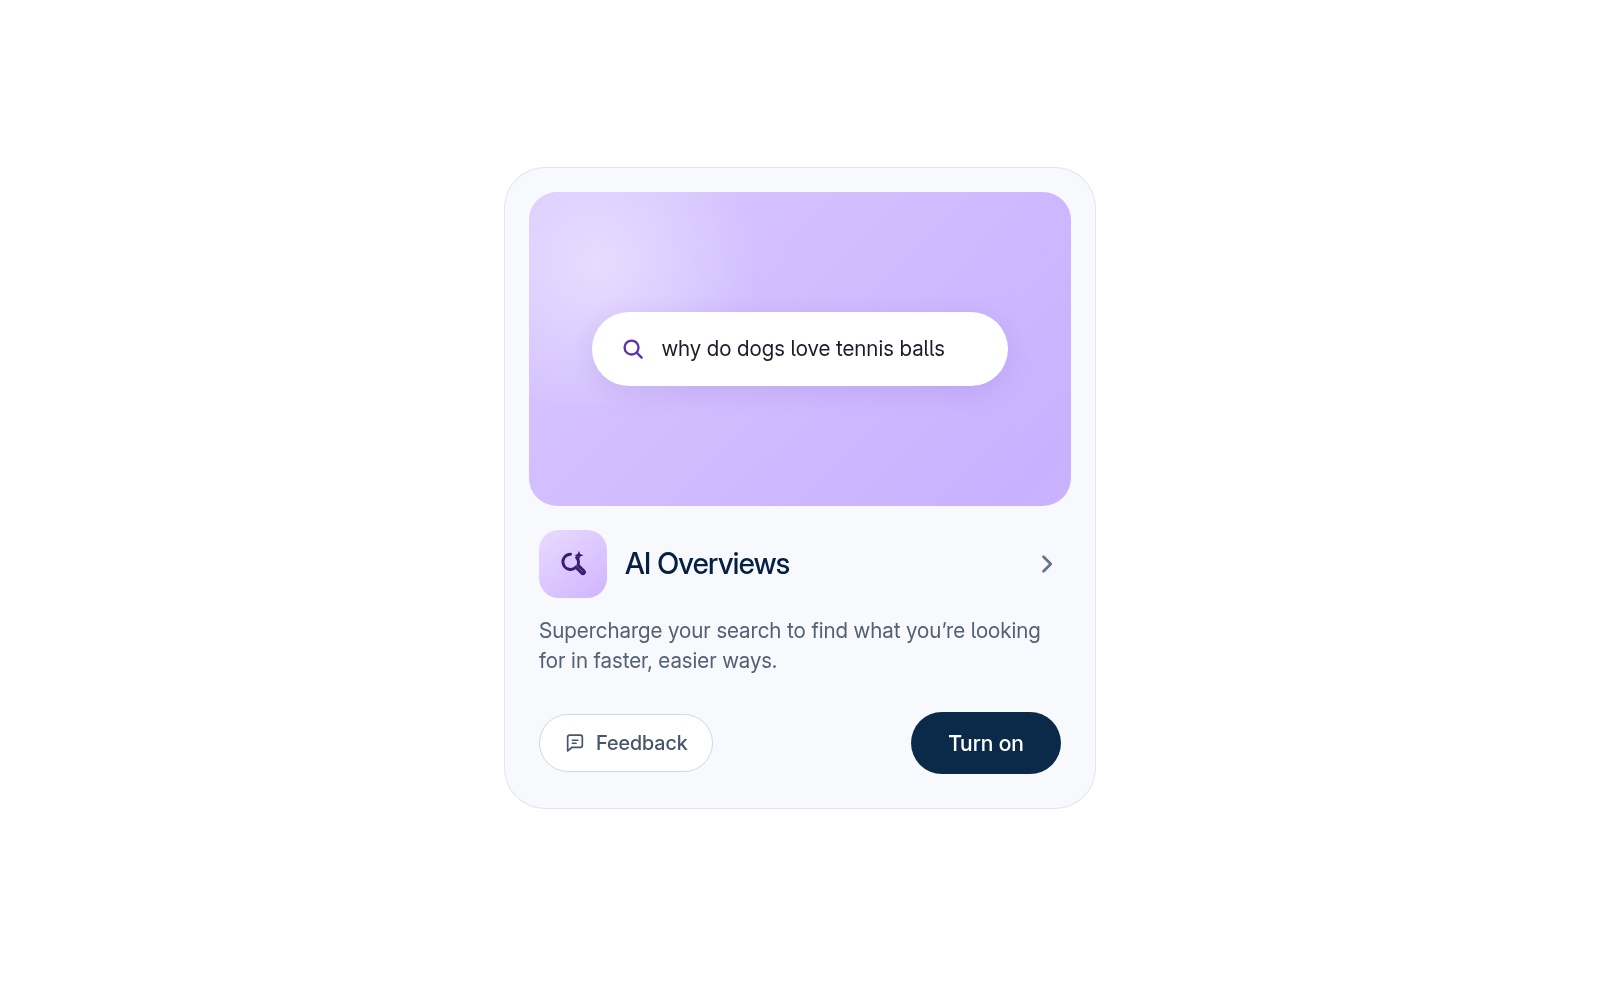 why do dogs love tennis balls
AI Overviews
Supercharge your search to find what you’re looking
for in faster, easier ways.
Feedback
Turn on